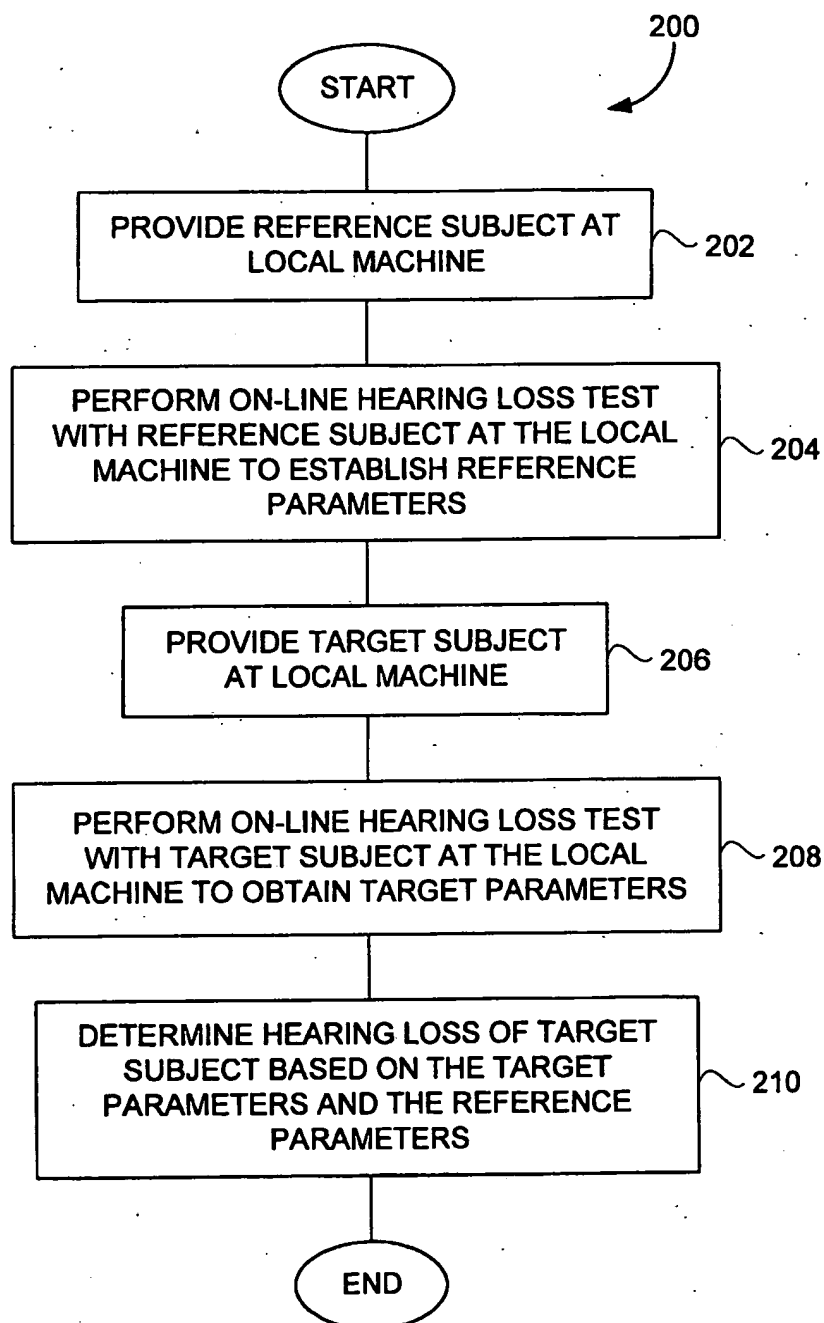 200
START
PROVIDE REFERENCE SUBJECT AT
LOCAL MACHINE
202
PERFORM ON-LINE HEARING LOSS TEST
WITH REFERENCE SUBJECT AT THE LOCAL
MACHINE TO ESTABLISH REFERENCE
PARAMETERS
204
PROVIDE TARGET SUBJECT
AT LOCAL MACHINE
206
PERFORM ON-LINE HEARING LOSS TEST
WITH TARGET SUBJECT AT THE LOCAL
MACHINE TO OBTAIN TARGET PARAMETERS
208
DETERMINE HEARING LOSS OF TARGET
SUBJECT BASED ON THE TARGET
PARAMETERS AND THE REFERENCE
PARAMETERS
210
END